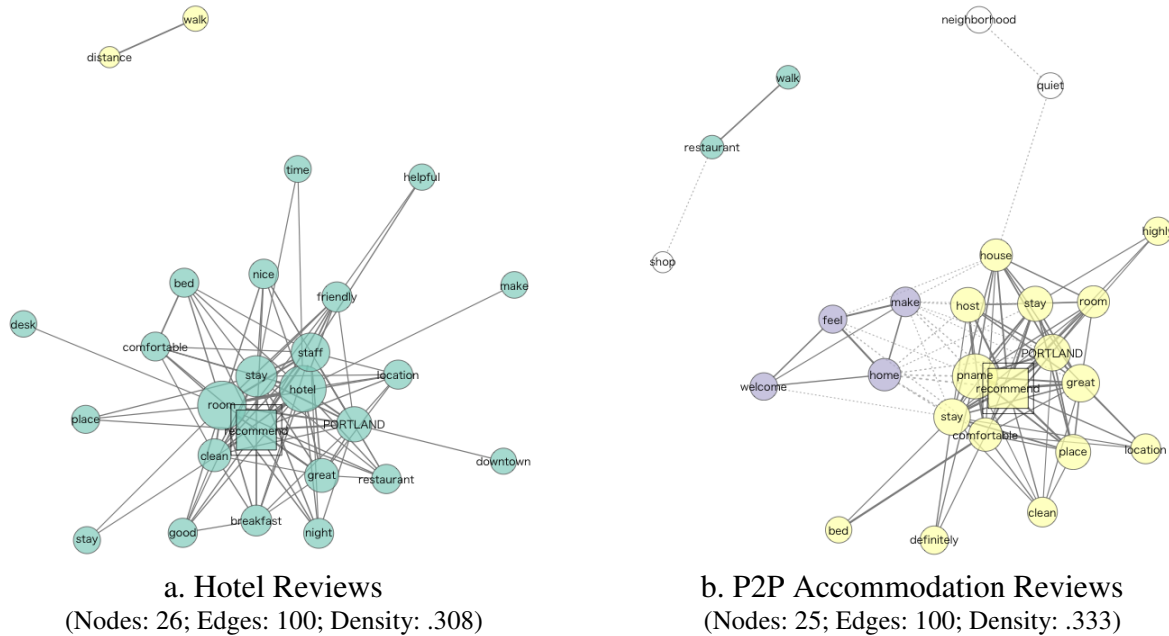 walk
distance
time
helpful
nice
bed
make
friendly
desk
comfortable
staff
stay
location
hotel
room
place
PORTLAND
recommend
clean
downtown
great
restaurant
breakfast
good
night
stay
a. Hotel Reviews
(Nodes: 26; Edges: 100; Density: .308)
neighborhood
walk
quiet
restaurant
highly
house
shop
make
host
stay
room
feel
PORTLAND
home
pname
welcome
recommend
great
stay
comfortable
place
location
clean
bed
definitely
b. P2P Accommodation Reviews
(Nodes: 25; Edges: 100; Density: .333)